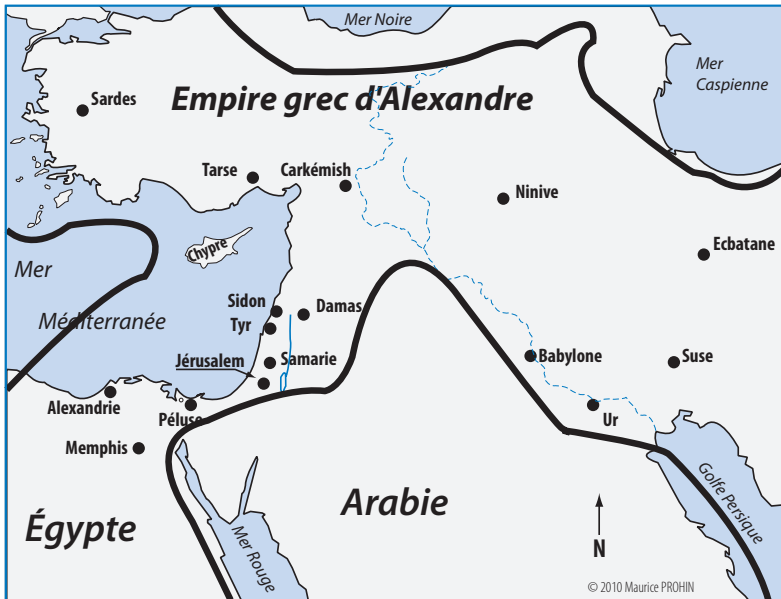 Mer Noire
Mer
Caspienne
Empire grec d'Alexandre
Sardes
Tarse
Carkémish
Ninive
Ecbatane
Chypre
Mer
Méditerranée
Sidon
Damas
Tyr
Jérusalem
Samarie
Babylone
Suse
Alexandrie
Péluse
Ur
Memphis
Égypte
Arabie
Mer Rouge
Golfe Persique
N
© 2010 Maurice PROHIN